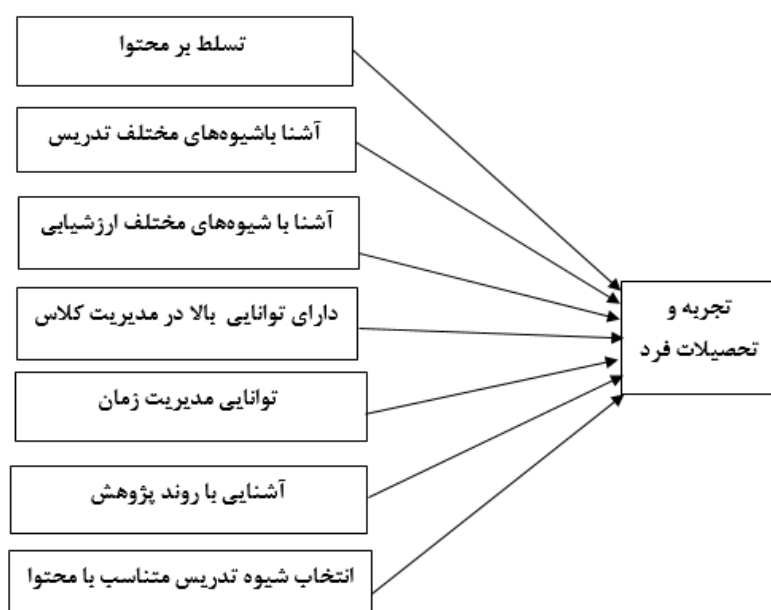 تسلط بر محتوا
آشنا باشیوه‌های مختلف تدریس
آشنا با شیوه‌های مختلف ارزشیابی
دارای توانایی بالا در مدیریت کلاس
توانایی مدیریت زمان
آشنایی با روند پژوهش
انتخاب شیوه تدریس متناسب با محتوا
تجربه و
تحصیلات فرد